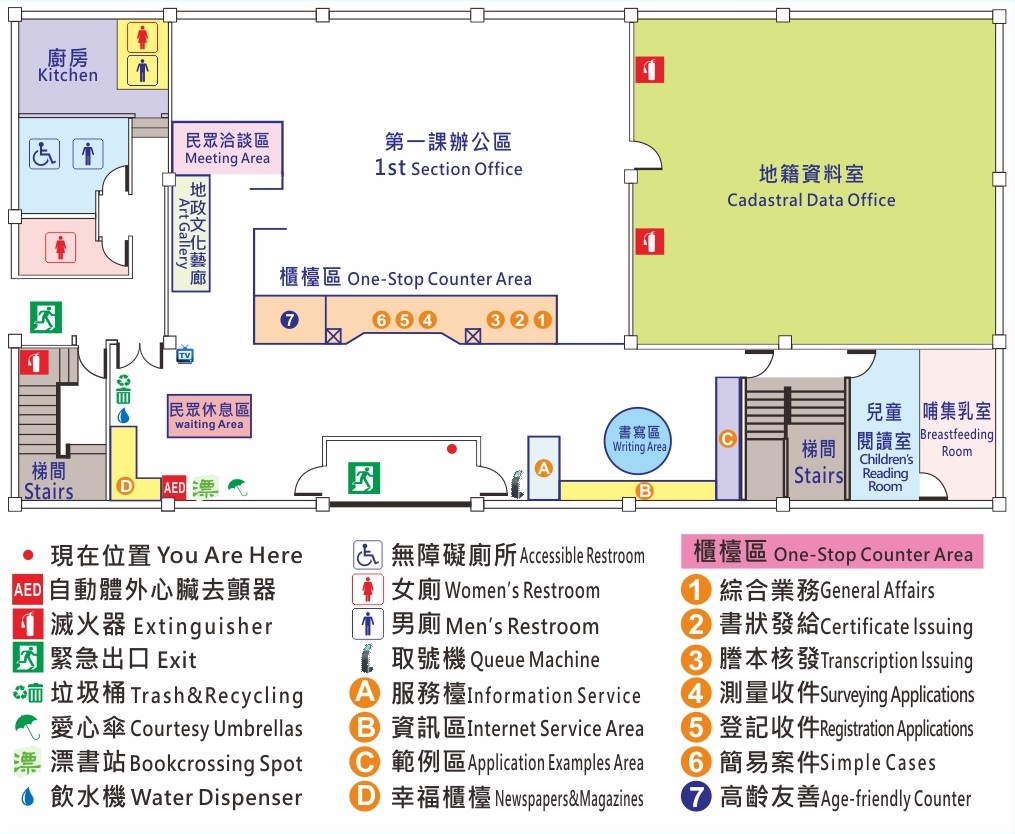 廚房
Kitchen
民眾洽談區
Meeting Area
第一課辦公區
1st Section Office
地籍資料室
Cadastral Data Office
地政文化藝廊
Art Gallery
櫃檯區 One-Stop Counter Area
7
6 5 4
3 2 1
TV
民眾休息區
waiting Area
書寫區
Writing Area
兒童
閱讀室
Children's
Reading
Room
哺集乳室
Breastfeeding
Room
梯間
Stairs
梯間
Stairs
D
AED
漂
A
B
C
現在位置 You Are Here
AED 自動體外心臟去顫器
滅火器 Extinguisher
緊急出口 Exit
垃圾桶 Trash&Recycling
愛心傘 Courtesy Umbrellas
漂 漂書站 Bookcrossing Spot
飲水機 Water Dispenser
無障礙廁所 Accessible Restroom
女廁 Women's Restroom
男廁 Men's Restroom
取號機 Queue Machine
A 服務檯 Information Service
B 資訊區 Internet Service Area
C 範例區 Application Examples Area
D 幸福櫃檯 Newspapers&Magazines
櫃檯區 One-Stop Counter Area
1 綜合業務 General Affairs
2 書狀發給 Certificate Issuing
3 謄本核發 Transcription Issuing
4 測量收件 Surveying Applications
5 登記收件 Registration Applications
6 簡易案件 Simple Cases
7 高齡友善 Age-friendly Counter